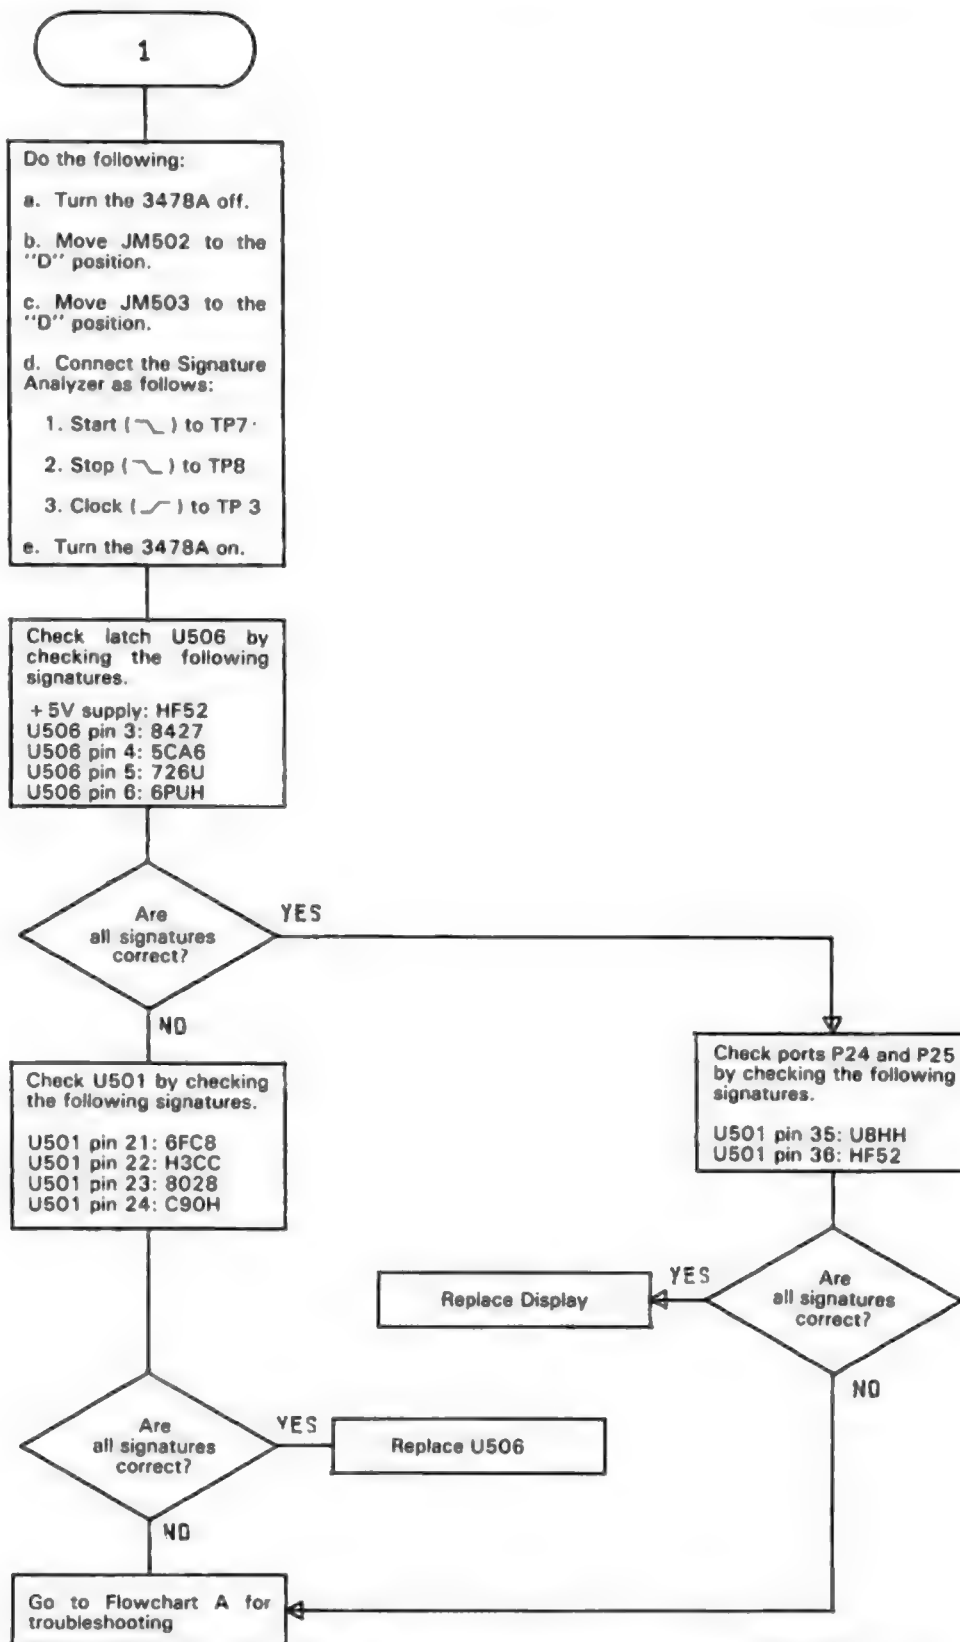 1
Do the following:
a. Turn the 3478A off.
b. Move JM502 to the
"D" position.
c. Move JM503 to the
"D" position.
d. Connect the Signature
Analyzer as follows:
1. Start ( ) to TP7
2. Stop ( ) to TP8
3. Clock ( ) to TP 3
e. Turn the 3478A on.
Check latch U506 by
checking the following
signatures.
+ 5V supply: HF52
U506 pin 3: 8427
U506 pin 4: 5CA6
U506 pin 5: 726U
U506 pin 6: 6PUH
Are
all signatures
correct?
YES
NO
Check U501 by checking
the following signatures.
U501 pin 21: 6FC8
U501 pin 22: H3CC
U501 pin 23: 8028
U501 pin 24: C90H
Check ports P24 and P25
by checking the following
signatures.
U501 pin 35: U8HH
U501 pin 36: HF52
Are
all signatures
correct?
YES
Replace Display
NO
Are
all signatures
correct?
YES
Replace U506
NO
Go to Flowchart A for
troubleshooting